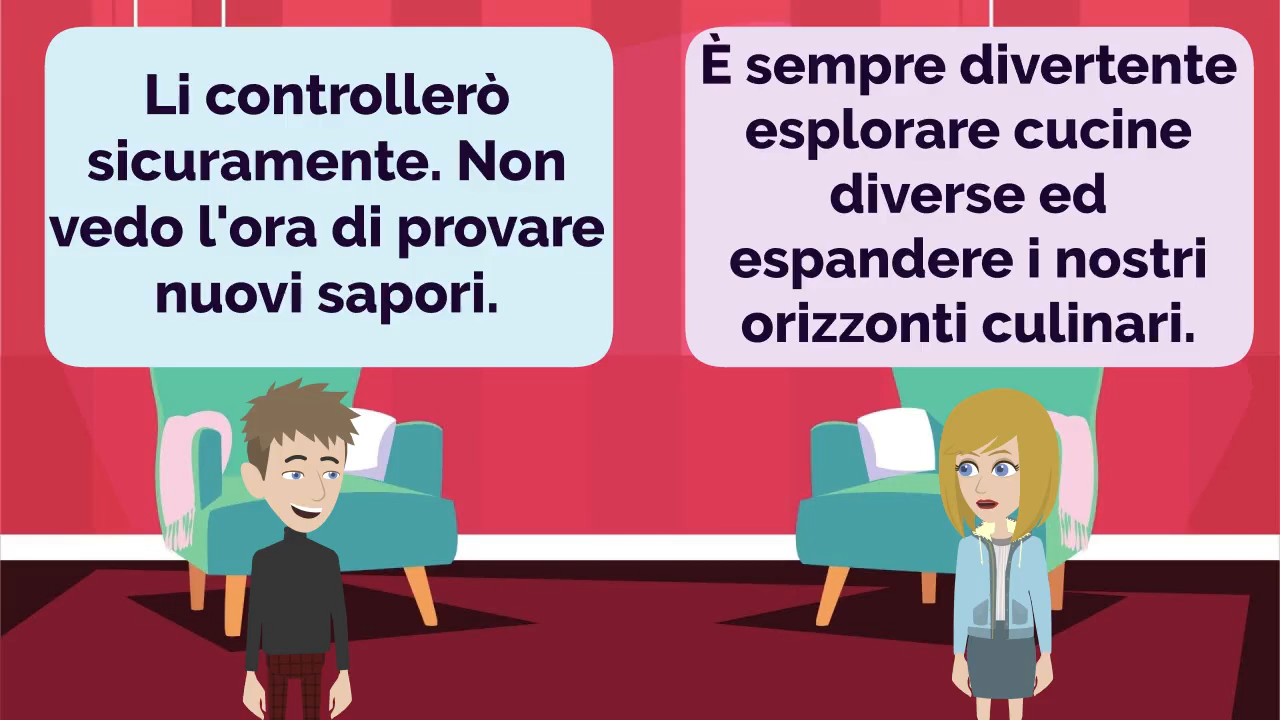 Li controllerò
sicuramente. Non
vedo l'ora di provare
nuovi sapori.
È sempre divertente
esplorare cucine
diverse ed
espandere i nostri
orizzonti culinari.